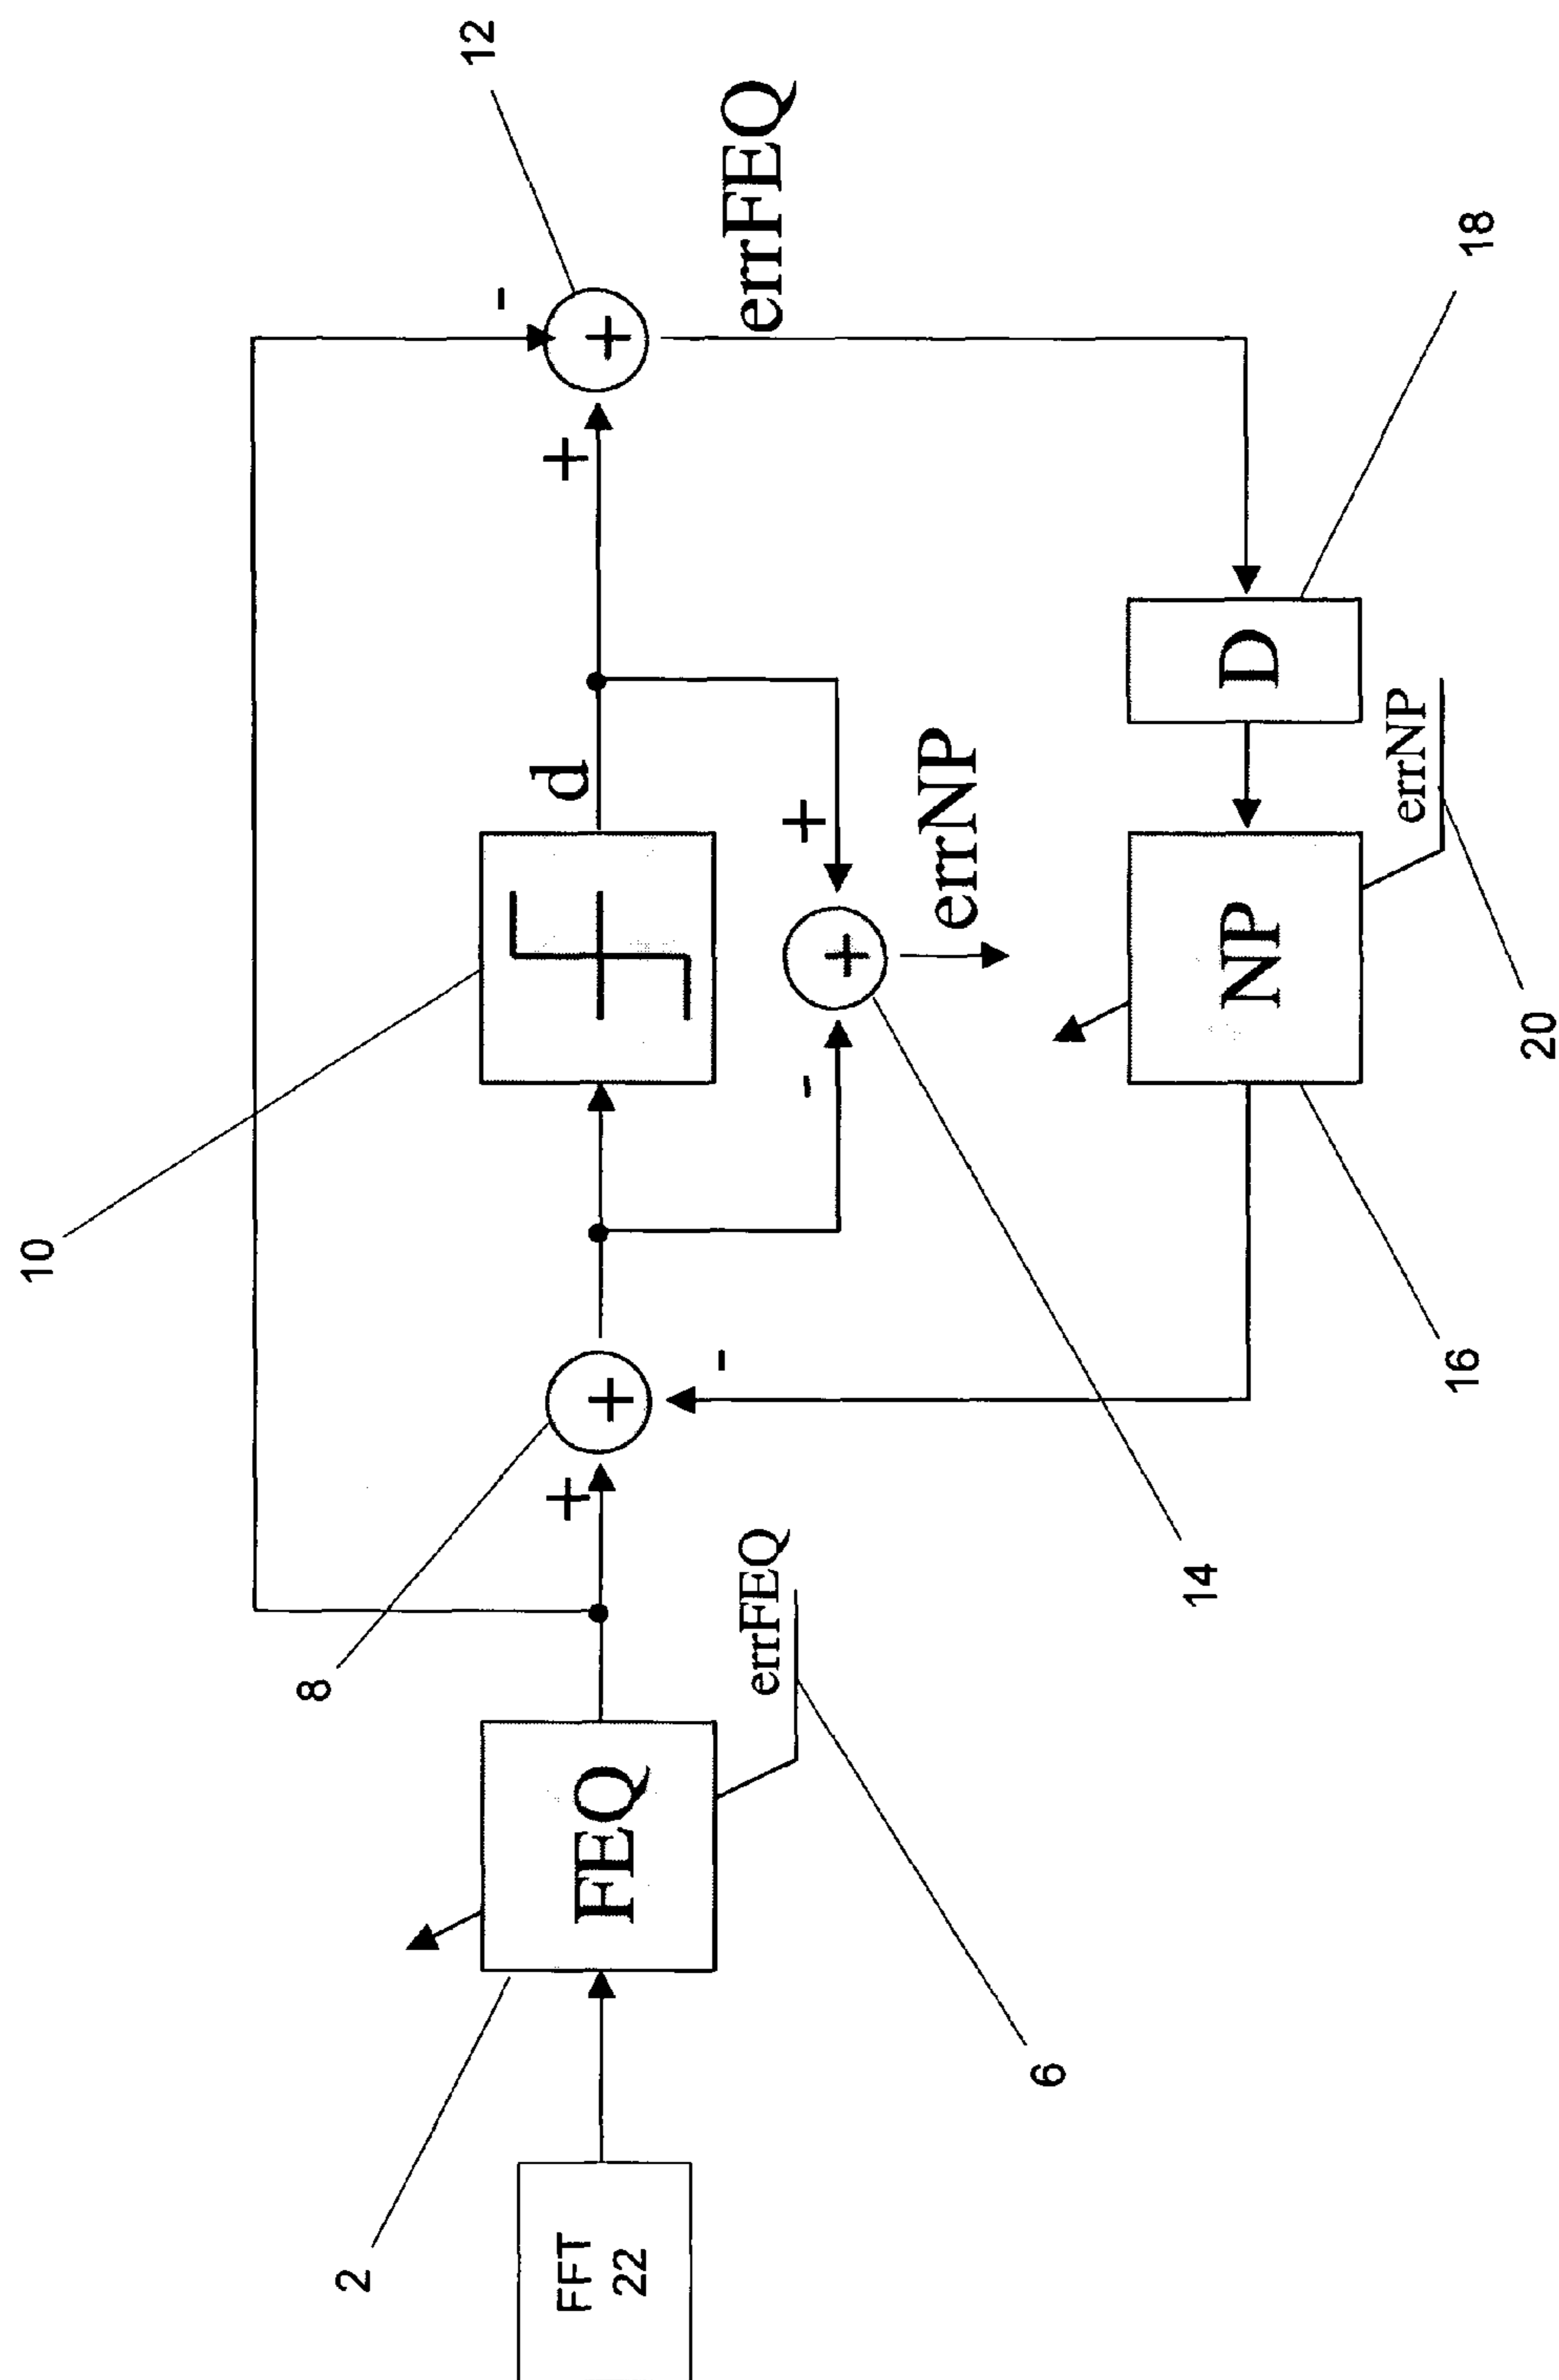 12
errFEQ
-
+
18
+
D
d
+
errNP
errNP
NP
20
-
10
+
-
16
8
+
errFEQ
14
FEQ
6
2
FFT
22